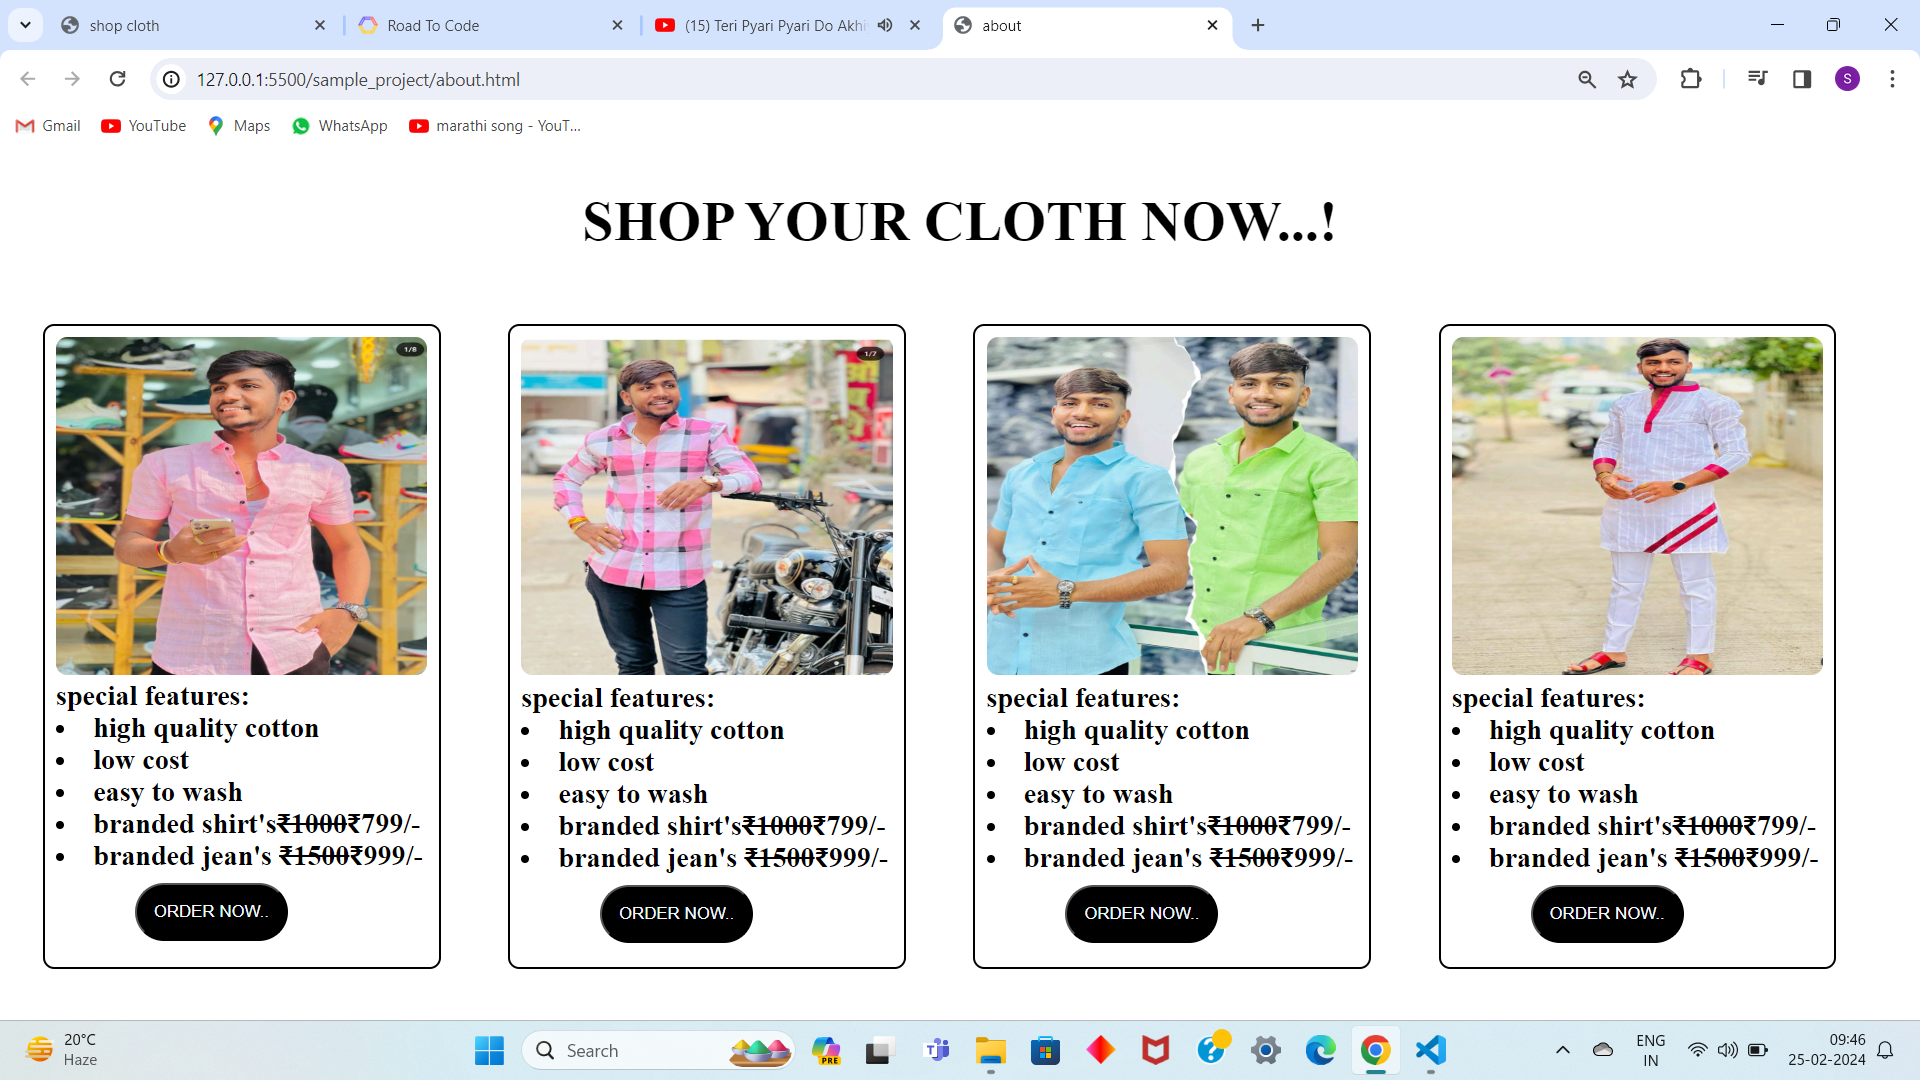 shop cloth
Road To Code
(15) Teri Pyari Pyari Do Akhi
about
127.0.0.1:5500/sample_project/about.html
S
Gmail
YouTube
Maps
WhatsApp
marathi song - YouT...
SHOP YOUR CLOTH NOW...!
1/8
special features:
high quality cotton
low cost
easy to wash
branded shirt's₹1000₹799/-
branded jean's ₹1500₹999/-
ORDER NOW..
1/7
special features:
high quality cotton
low cost
easy to wash
branded shirt's₹1000₹799/-
branded jean's ₹1500₹999/-
ORDER NOW..
special features:
high quality cotton
low cost
easy to wash
branded shirt's₹1000₹799/-
branded jean's ₹1500₹999/-
ORDER NOW..
special features:
high quality cotton
low cost
easy to wash
branded shirt's₹1000₹799/-
branded jean's ₹1500₹999/-
ORDER NOW..
20°C
Haze
Search
PRE
ENG
IN
09:46
25-02-2024